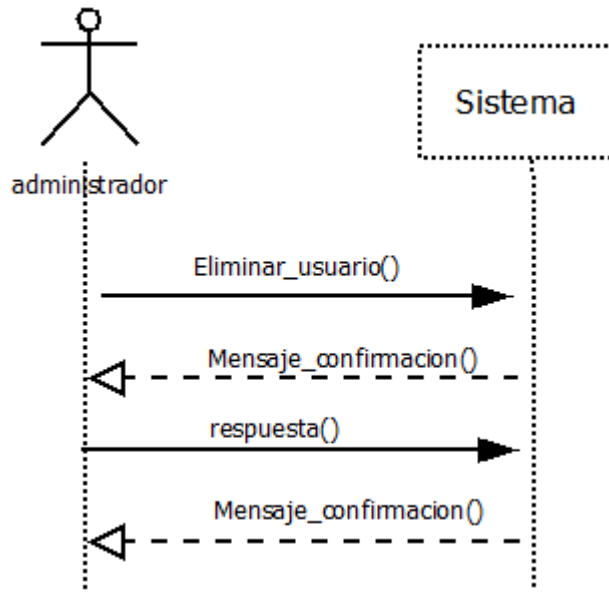 Sistema
administrador
Eliminar_usuario()
Mensaje_confirmacion()
respuesta()
Mensaje_confirmacion()